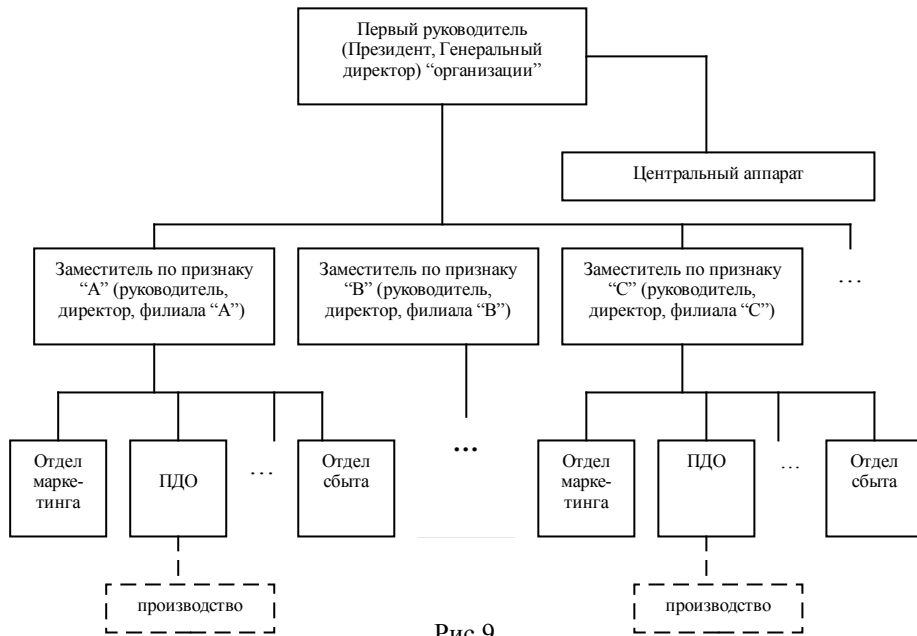 Первый руководитель
(Президент, Генеральный
директор) “организации”
Центральный аппарат
Заместитель по признаку
“А” (руководитель,
директор, филиала “А”)
Заместитель по признаку
“В” (руководитель,
директор, филиала “В”)
Заместитель по признаку
“С” (руководитель,
директор, филиала “С”)
…
Отдел
марке-
тинга
ПДО
…
Отдел
сбыта
…
Отдел
марке-
тинга
ПДО
…
Отдел
сбыта
производство
производство
Рис.9